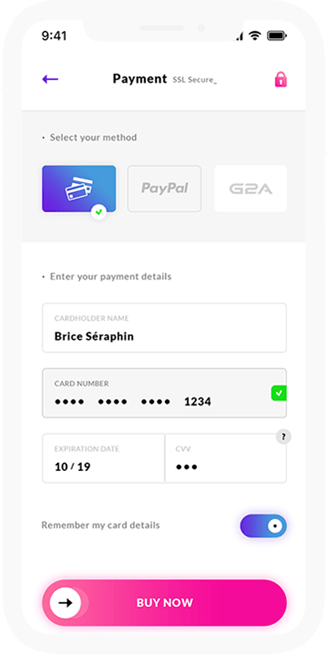 9:41
Payment SSL Secure_
• Select your method
PayPal G2A
• Enter your payment details
CARDHOLDER NAME
Brice Séraphin
CARD NUMBER
•••• •••• •••• 1234
?
EXPIRATION DATE CVV
10 / 19 •••
Remember my card details
BUY NOW